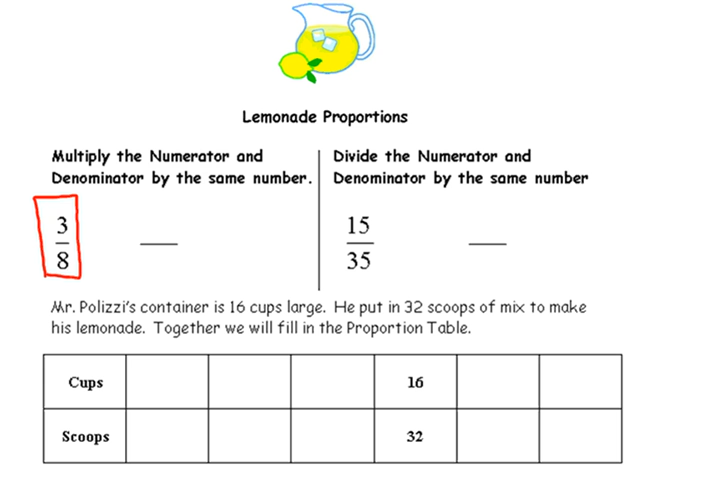 Lemonade Proportions
Multiply the Numerator and
Denominator by the same number.
3
8
Divide the Numerator and
Denominator by the same number
15
35
Mr. Polizzi's container is 16 cups large. He put in 32 scoops of mix to make
his lemonade. Together we will fill in the Proportion Table.
Cups 16
Scoops 32